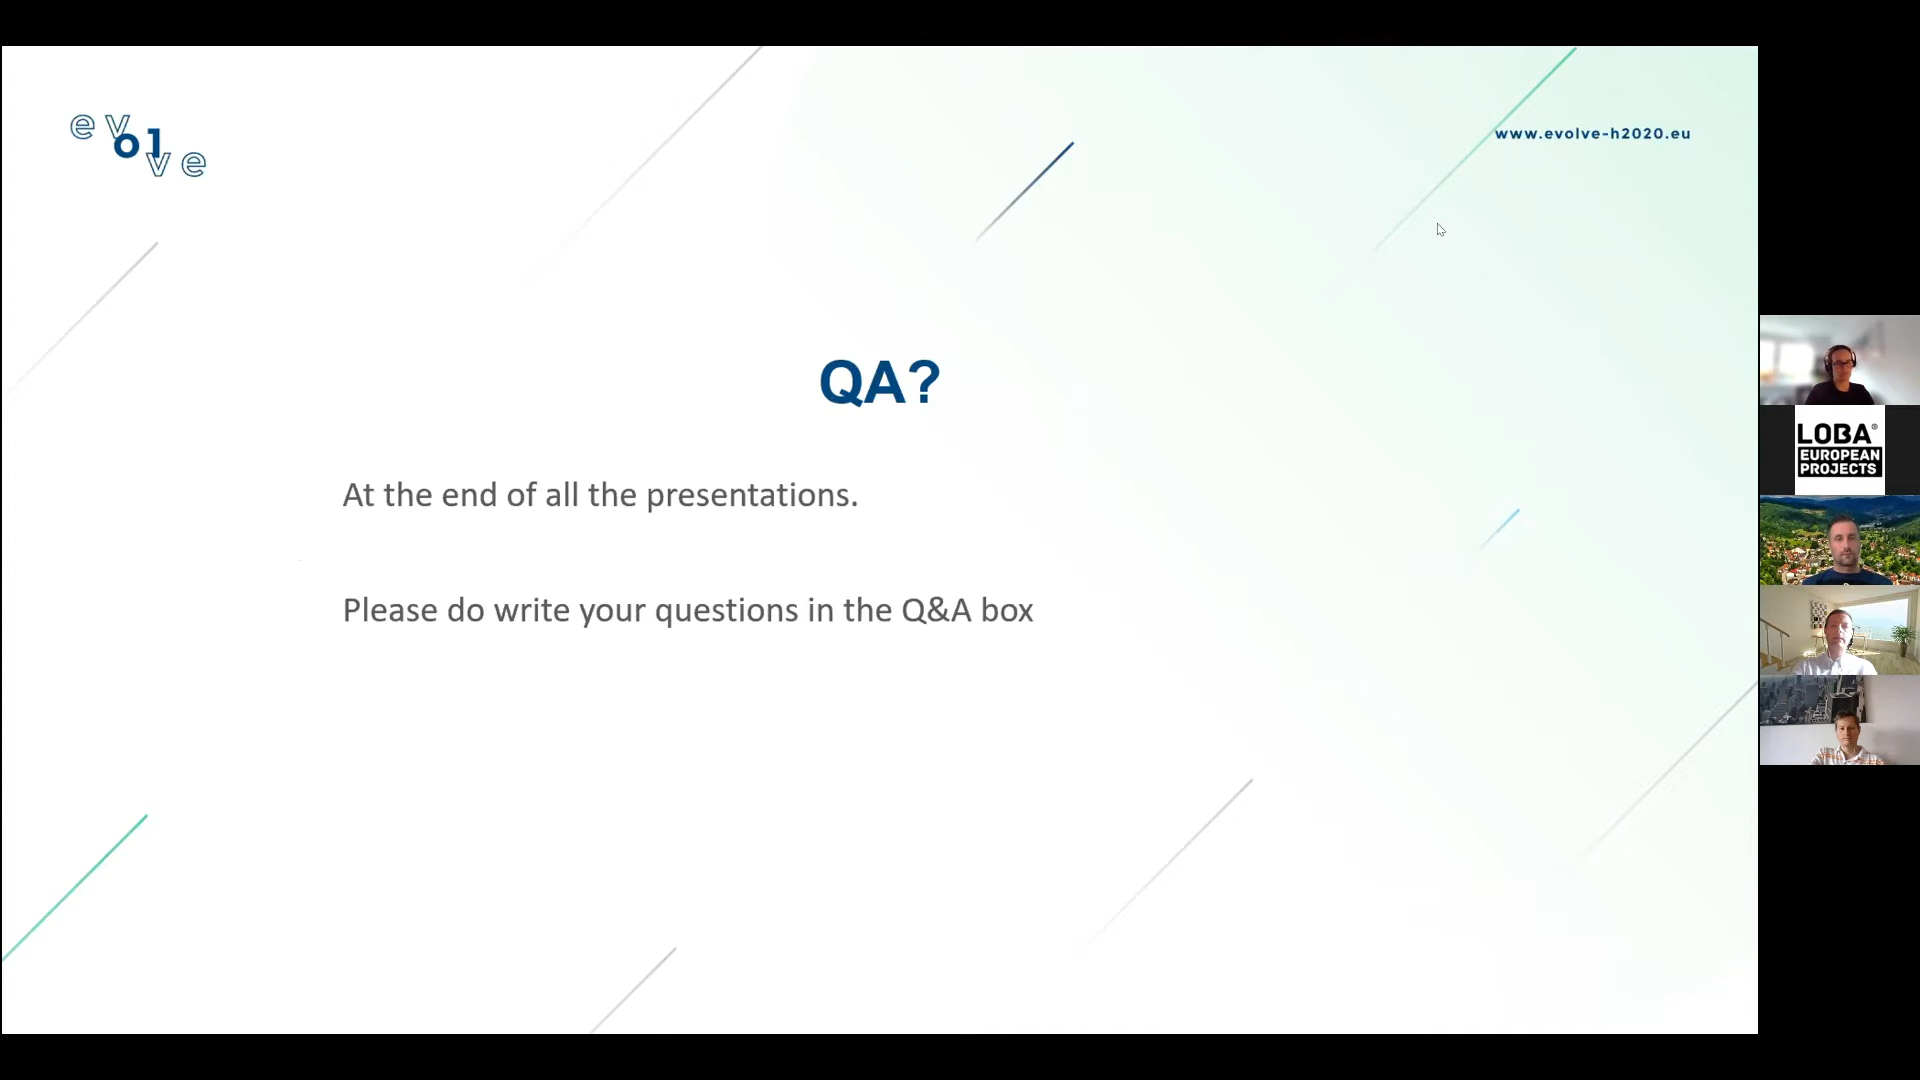 evolve
www.evolve-h2020.eu
QA?
At the end of all the presentations.
Please do write your questions in the Q&A box
LOBA®
EUROPEAN
PROJECTS